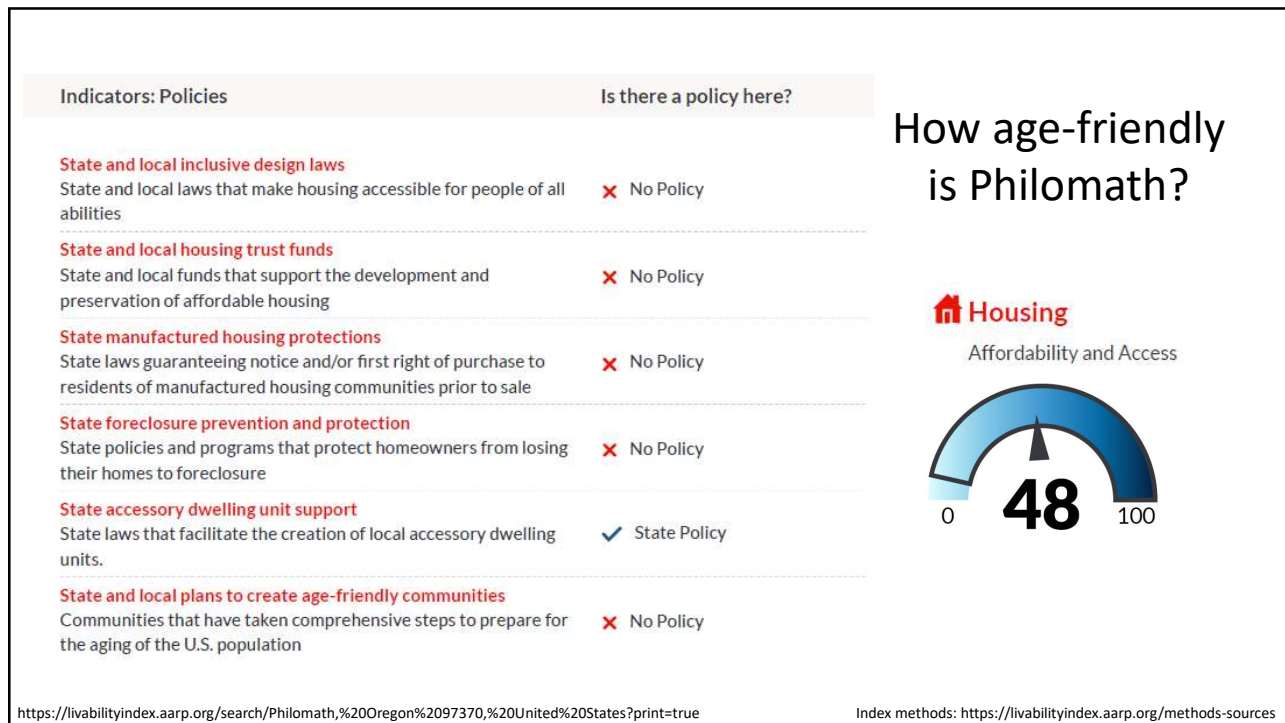 Indicators: Policies
Is there a policy here?
State and local inclusive design laws
State and local laws that make housing accessible for people of all
abilities
No Policy
State and local housing trust funds
State and local funds that support the development and
preservation of affordable housing
No Policy
State manufactured housing protections
State laws guaranteeing notice and/or first right of purchase to
residents of manufactured housing communities prior to sale
No Policy
State foreclosure prevention and protection
State policies and programs that protect homeowners from losing
their homes to foreclosure
No Policy
State accessory dwelling unit support
State laws that facilitate the creation of local accessory dwelling
units.
State Policy
State and local plans to create age-friendly communities
Communities that have taken comprehensive steps to prepare for
the aging of the U.S. population
No Policy
How age-friendly
is Philomath?
Housing
Affordability and Access
0
48
100
https://livabilityindex.aarp.org/search/Philomath,%20Oregon%2097370,%20United%20States?print=true
Index methods: https://livabilityindex.aarp.org/methods-sources